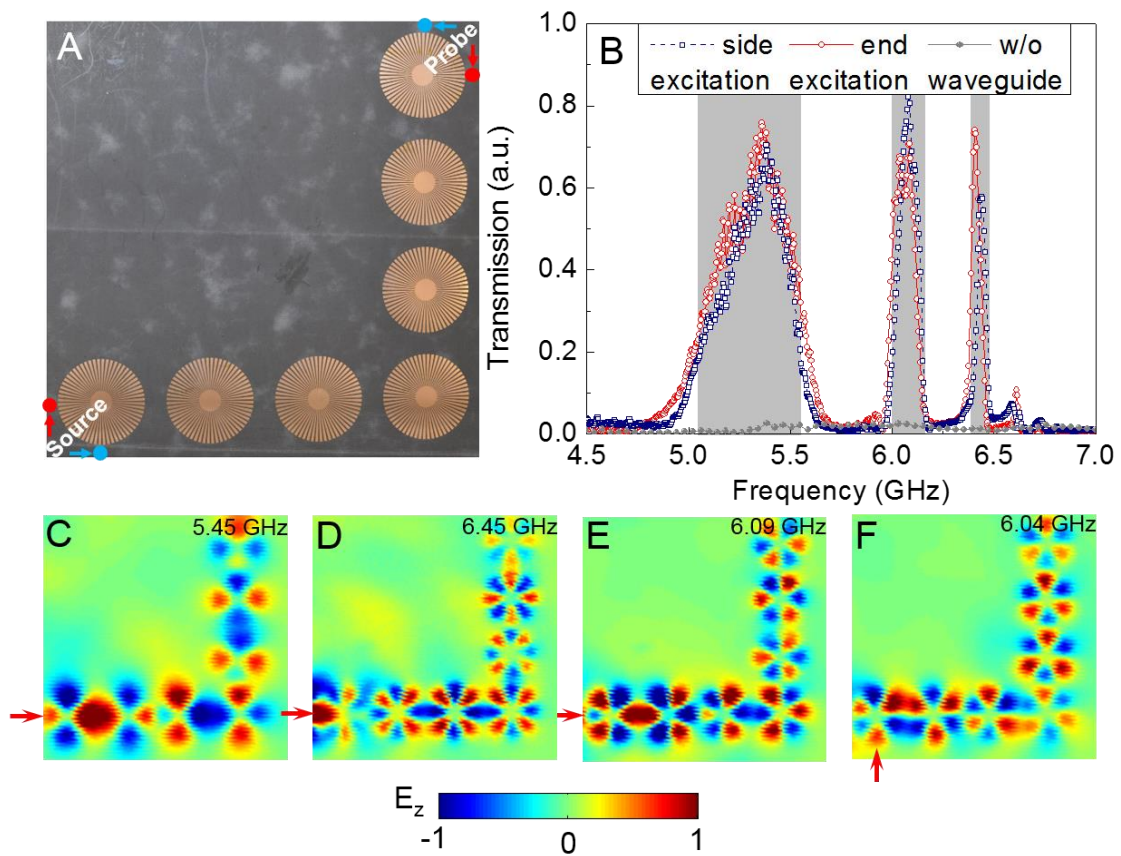 A
Probe
Source
B
side end w/o
excitation excitation waveguide
Transmission (a.u.)
1.0
0.8
0.6
0.4
0.2
0.0
4.5 5.0 5.5 6.0 6.5 7.0
Frequency (GHz)
C 5.45 GHz
D 6.45 GHz
E 6.09 GHz
F 6.04 GHz
E_z
-1 0 1